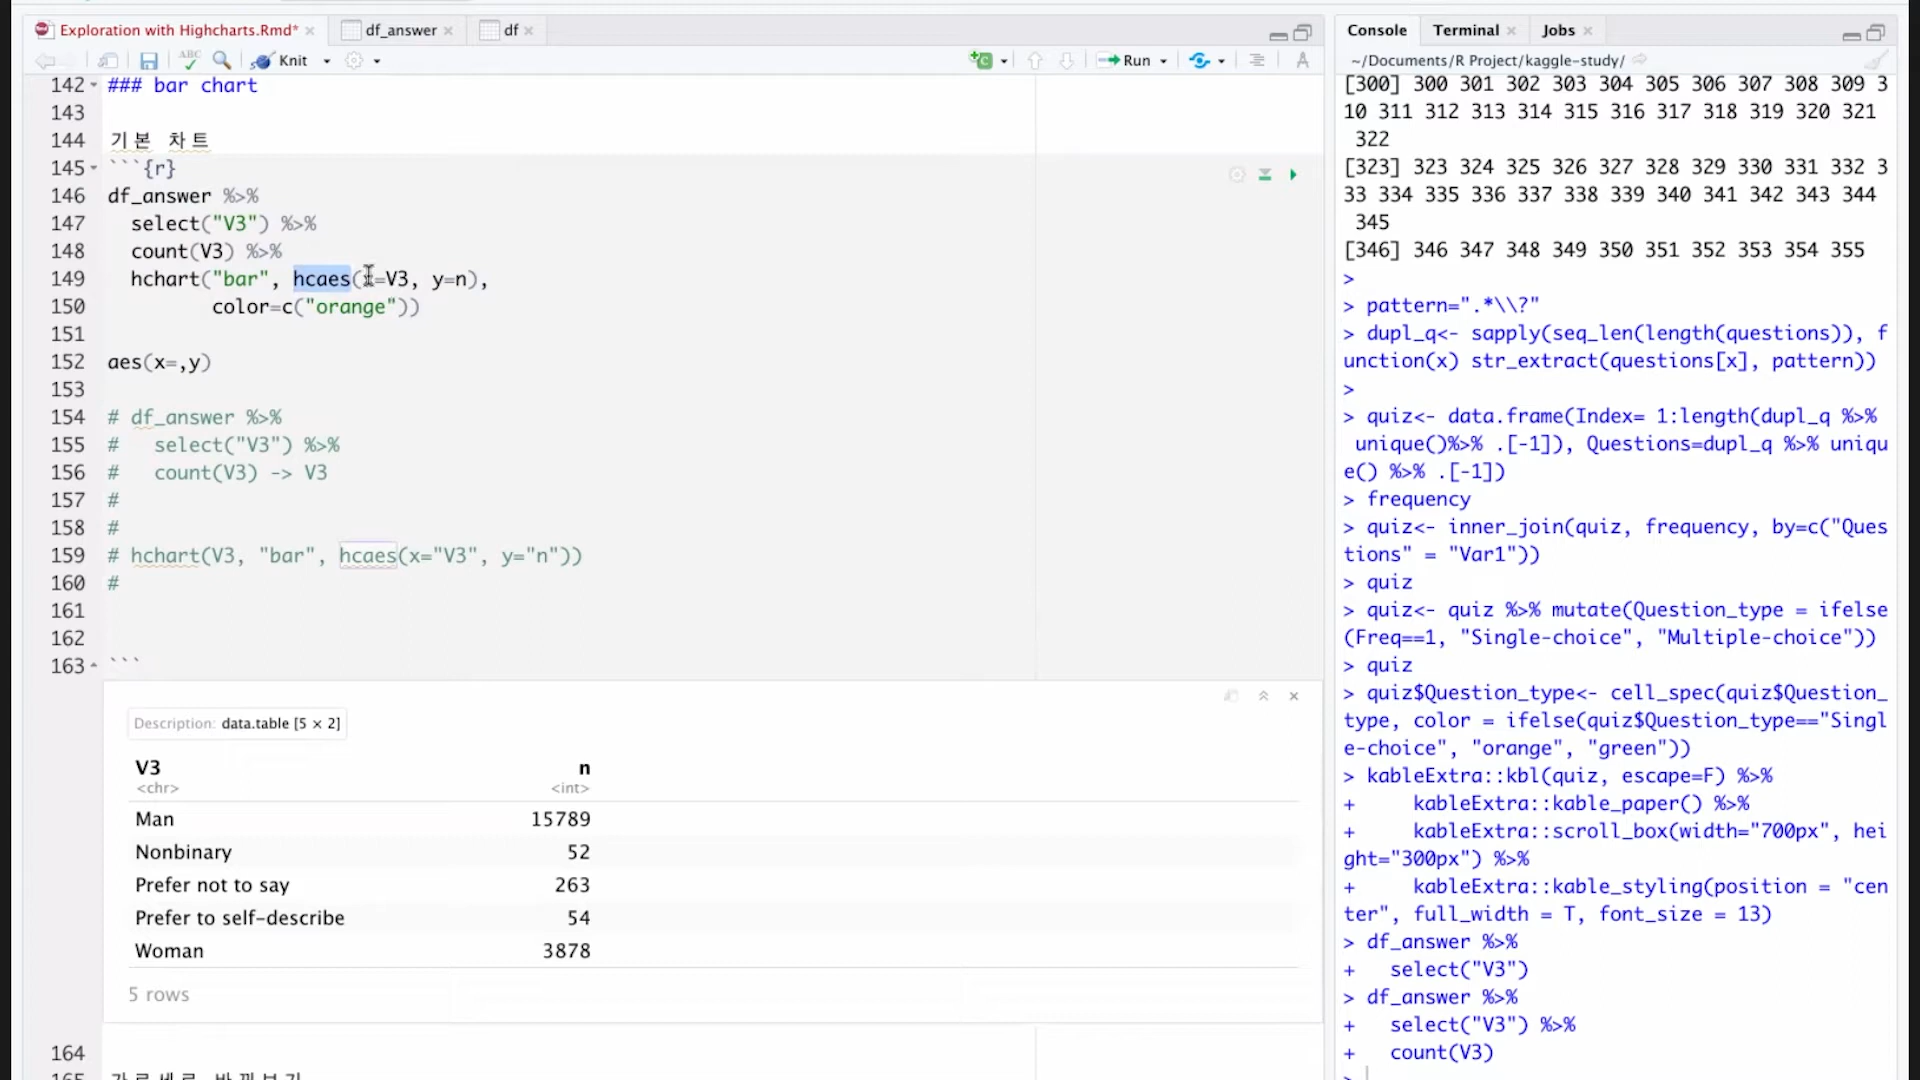 Exploration with Highcharts.Rmd* × df_answer × df ×
ABC Knit Run
142 ### bar chart
143
144 기본 차트
145 ```{r}
146 df_answer %>%
147   select("V3") %>%
148   count(V3) %>%
149   hchart("bar", hcaes(x=V3, y=n),
150          color=c("orange"))
151
152 aes(x=,y)
153
154 # df_answer %>%
155 #   select("V3") %>%
156 #   count(V3) -> V3
157 #
158 #
159 # hchart(V3, "bar", hcaes(x="V3", y="n"))
160 #
161
162
163 ```
Description: data.table [5 × 2]
V3 n
<chr> <int>
Man 15789
Nonbinary 52
Prefer not to say 263
Prefer to self-describe 54
Woman 3878
5 rows
164
165 가로세로 바꿔보기
Console Terminal × Jobs ×
~/Documents/R Project/kaggle-study/
[300] 300 301 302 303 304 305 306 307 308 309 3
10 311 312 313 314 315 316 317 318 319 320 321
322
[323] 323 324 325 326 327 328 329 330 331 332 3
33 334 335 336 337 338 339 340 341 342 343 344
345
[346] 346 347 348 349 350 351 352 353 354 355
>
> pattern=".*\\?"
> dupl_q<- sapply(seq_len(length(questions)), f
unction(x) str_extract(questions[x], pattern))
>
> quiz<- data.frame(Index= 1:length(dupl_q %>%
unique()%>% .[-1]), Questions=dupl_q %>% uniqu
e() %>% .[-1])
> frequency
> quiz<- inner_join(quiz, frequency, by=c("Ques
tions" = "Var1"))
> quiz
> quiz<- quiz %>% mutate(Question_type = ifelse
(Freq==1, "Single-choice", "Multiple-choice"))
> quiz
> quiz$Question_type<- cell_spec(quiz$Question_
type, color = ifelse(quiz$Question_type=="Singl
e-choice", "orange", "green"))
> kableExtra::kbl(quiz, escape=F) %>%
+     kableExtra::kable_paper() %>%
+     kableExtra::scroll_box(width="700px", hei
ght="300px") %>%
+     kableExtra::kable_styling(position = "cen
ter", full_width = T, font_size = 13)
> df_answer %>%
+   select("V3")
> df_answer %>%
+   select("V3") %>%
+   count(V3)
>